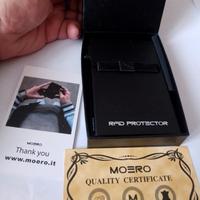 RFID PROTECTOR
MOERO
Thank you
www.moero.it
MOERO
QUALITY CERTIFICATE